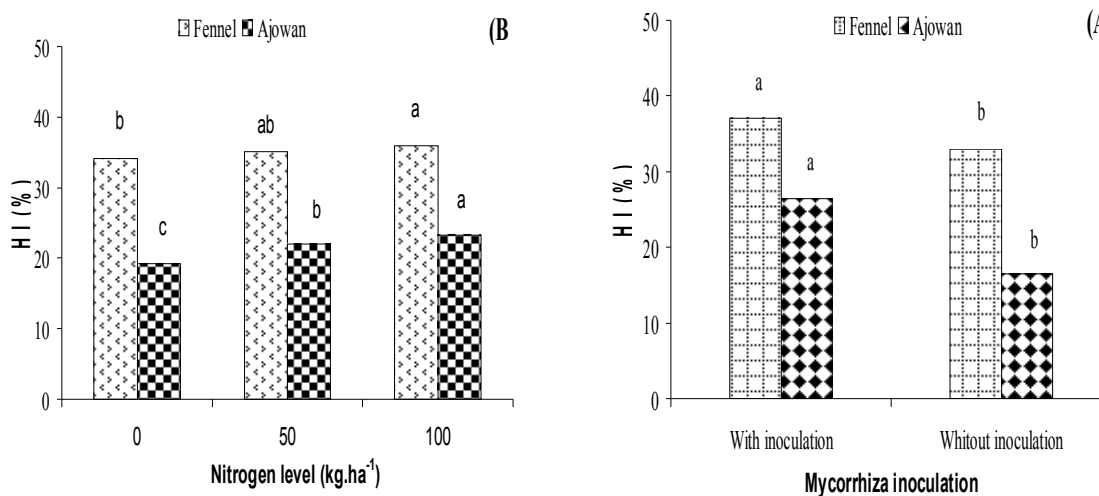 Fennel Ajowan (B
50
40
30
20
10
0
H I ( % )
b ab a
c b a
0 50 100
Nitrogen level (kg.ha⁻¹)
Fennel Ajowan (A
50
40
30
20
10
0
H I ( % )
a b
a b
With inoculation Whitout inoculation
Mycorrhiza inoculation